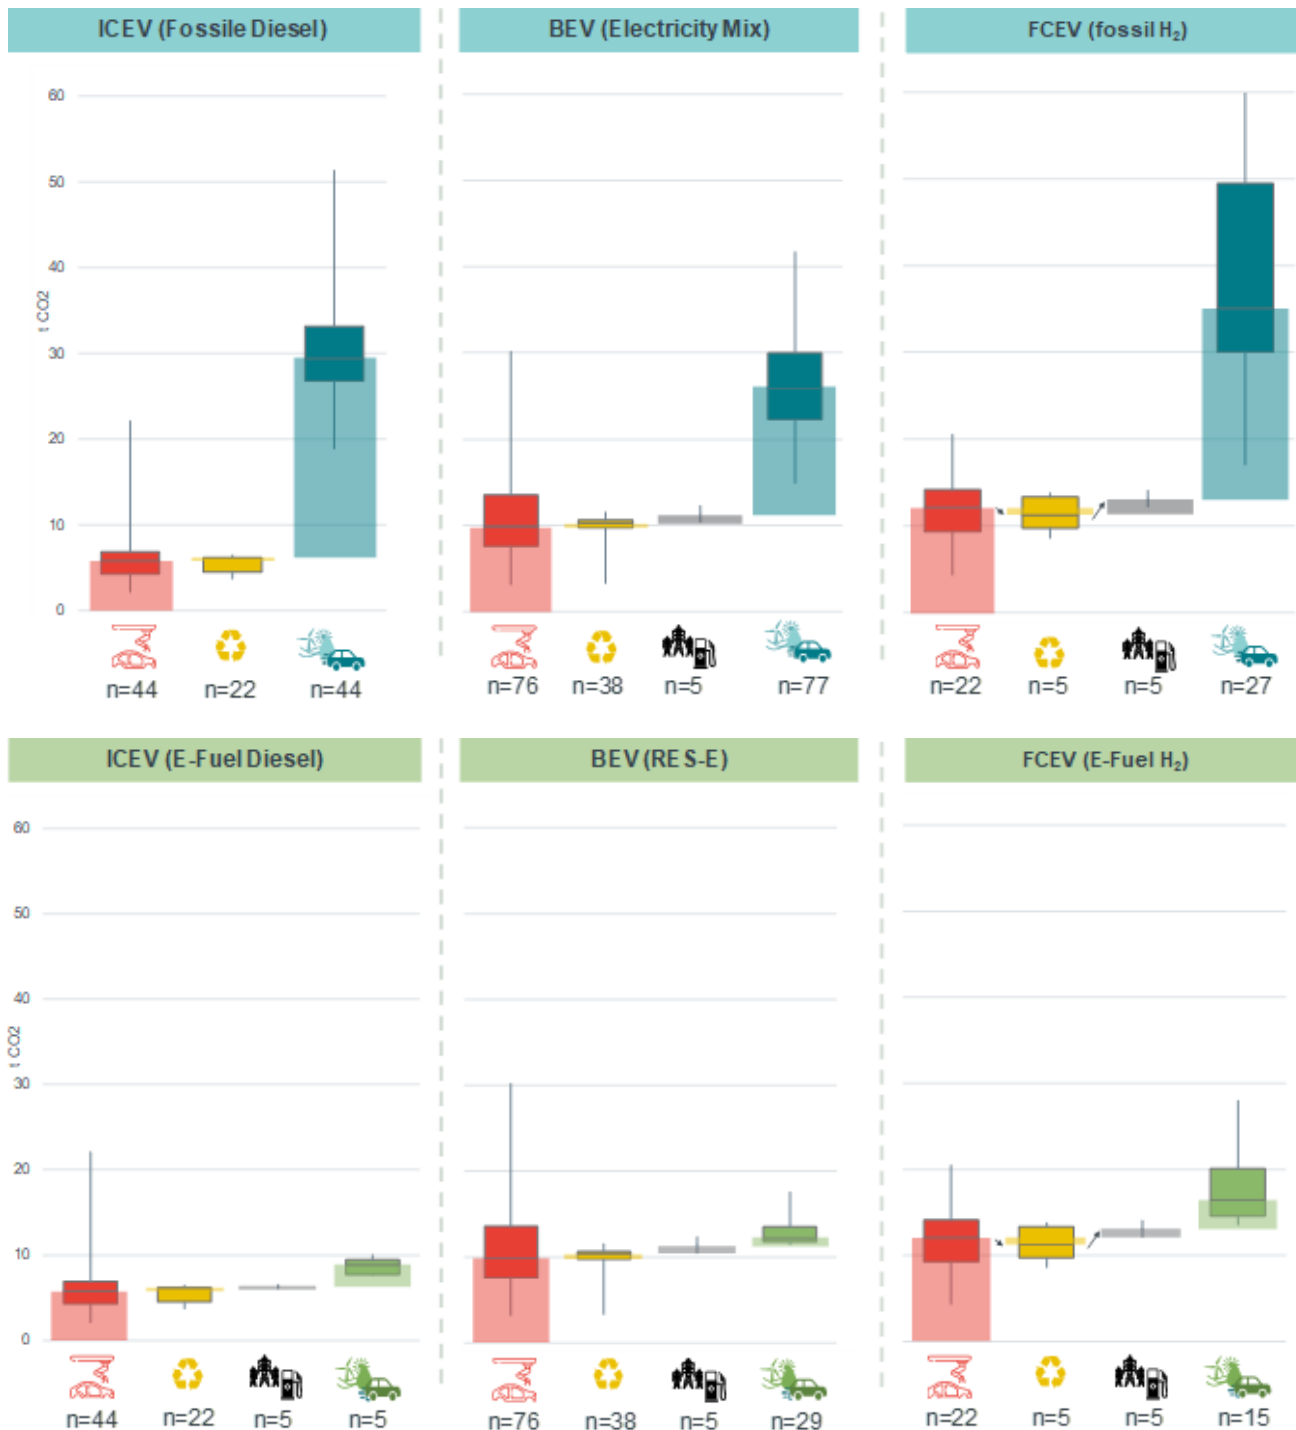 ICEV (Fossile Diesel)
BEV (Electricity Mix)
FCEV (fossil H₂)
60
50
40
t CO2
30
20
10
0
n=44
n=22
n=44
n=76
n=38
n=5
n=77
n=22
n=5
n=5
n=27
ICEV (E-Fuel Diesel)
BEV (RES-E)
FCEV (E-Fuel H₂)
60
50
40
t CO2
30
20
10
0
n=44
n=22
n=5
n=5
n=76
n=38
n=5
n=29
n=22
n=5
n=5
n=15